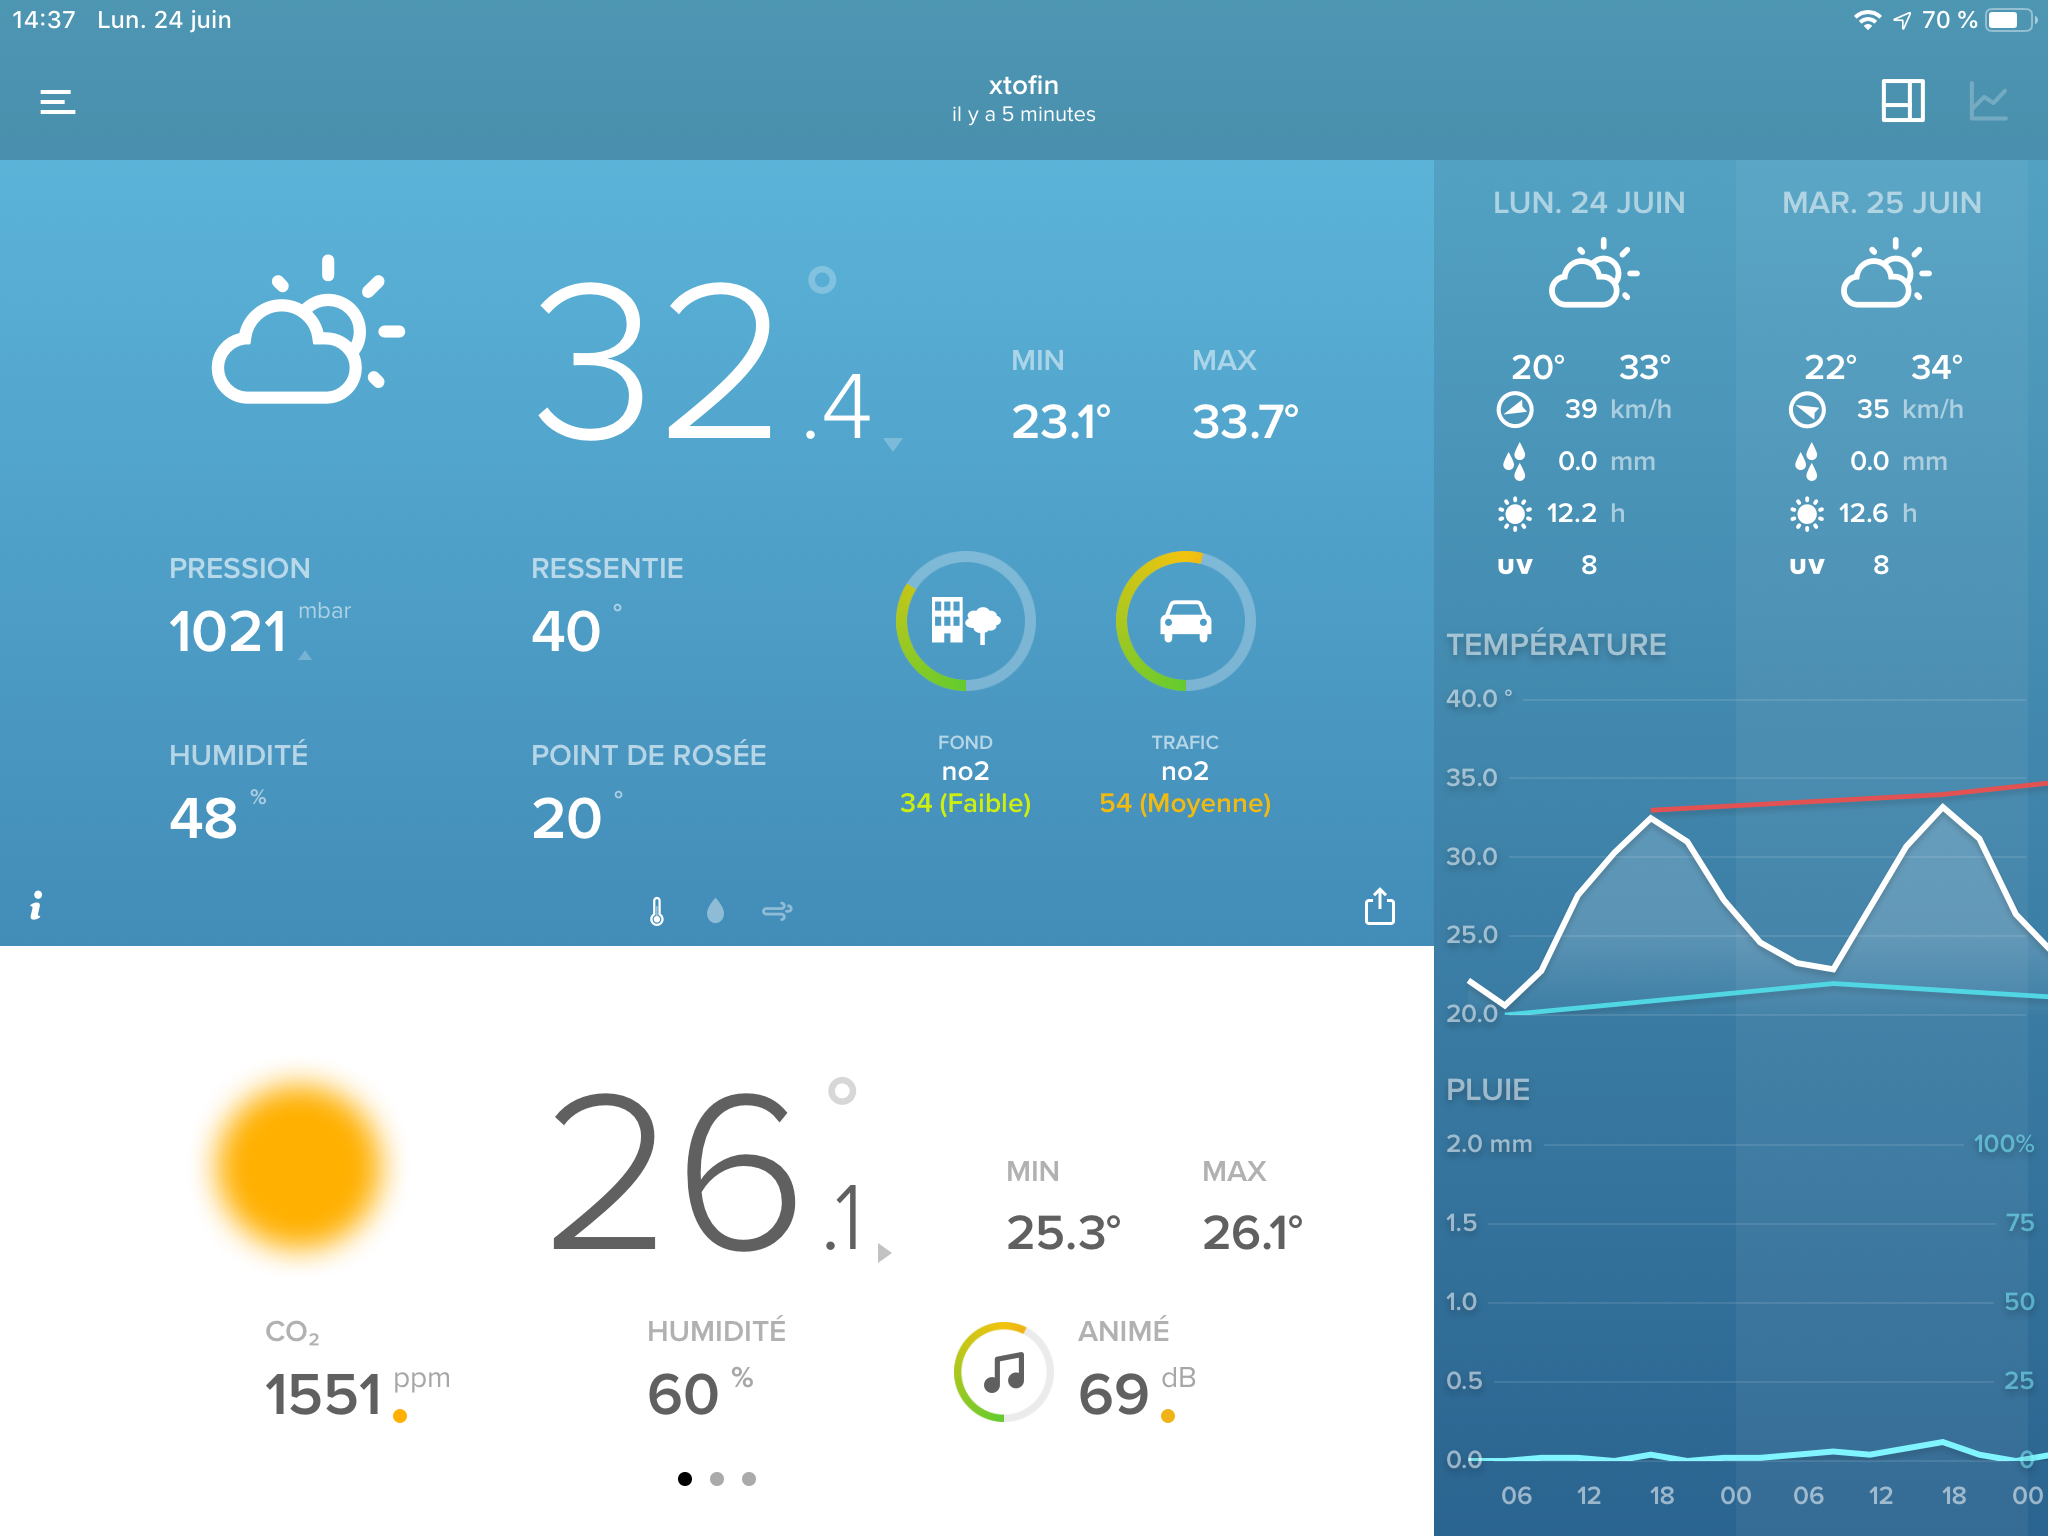 14:37 Lun. 24 juin 70 %
xtofin
il y a 5 minutes
32.4°
MIN MAX
23.1° 33.7°
PRESSION RESSENTIE
1021 mbar 40 °
HUMIDITÉ POINT DE ROSÉE
48 % 20 °
FOND TRAFIC
no2 no2
34 (Faible) 54 (Moyenne)
i
26.1°
MIN MAX
25.3° 26.1°
CO₂ HUMIDITÉ ANIMÉ
1551 ppm 60 % 69 dB
LUN. 24 JUIN MAR. 25 JUIN
20° 33° 22° 34°
39 km/h 35 km/h
0.0 mm 0.0 mm
12.2 h 12.6 h
UV 8 UV 8
TEMPÉRATURE
40.0 °
35.0
30.0
25.0
20.0
PLUIE
2.0 mm 100%
1.5 75
1.0 50
0.5 25
0.0 0
06 12 18 00 06 12 18 00